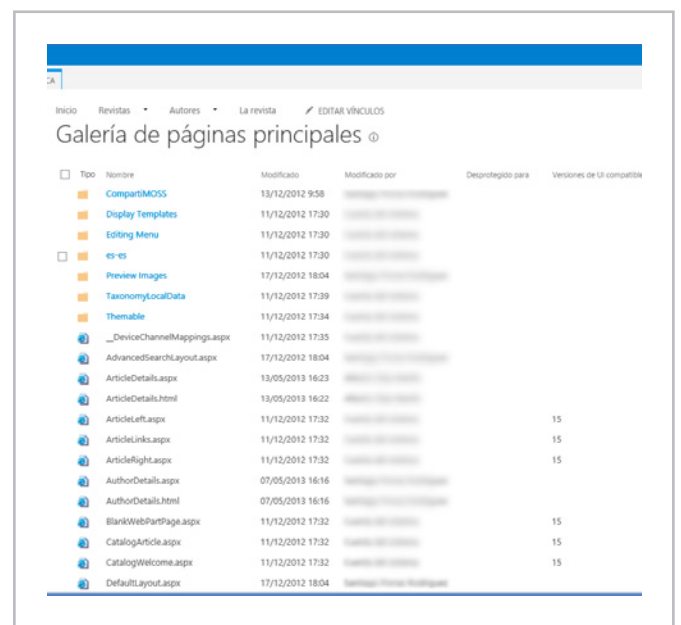 CA
Inicio Revistas Autores La revista EDITAR VÍNCULOS
Galería de páginas principales
Tipo Nombre Modificado Modificado por Desprotegido para Versiones de UI compatible
CompartiMOSS 13/12/2012 9:58
Display Templates 11/12/2012 17:30
Editing Menu 11/12/2012 17:30
es-es 11/12/2012 17:30
Preview Images 17/12/2012 18:04
TaxonomyLocalData 11/12/2012 17:39
Themable 11/12/2012 17:34
__DeviceChannelMappings.aspx 11/12/2012 17:35
AdvancedSearchLayout.aspx 17/12/2012 18:04
ArticleDetails.aspx 13/05/2013 16:23
ArticleDetails.html 13/05/2013 16:22
ArticleLeft.aspx 11/12/2012 17:32 15
ArticleLinks.aspx 11/12/2012 17:32 15
ArticleRight.aspx 11/12/2012 17:32 15
AuthorDetails.aspx 07/05/2013 16:16
AuthorDetails.html 07/05/2013 16:16
BlankWebPartPage.aspx 11/12/2012 17:32 15
CatalogArticle.aspx 11/12/2012 17:32 15
CatalogWelcome.aspx 11/12/2012 17:32 15
DefaultLayout.aspx 17/12/2012 18:04